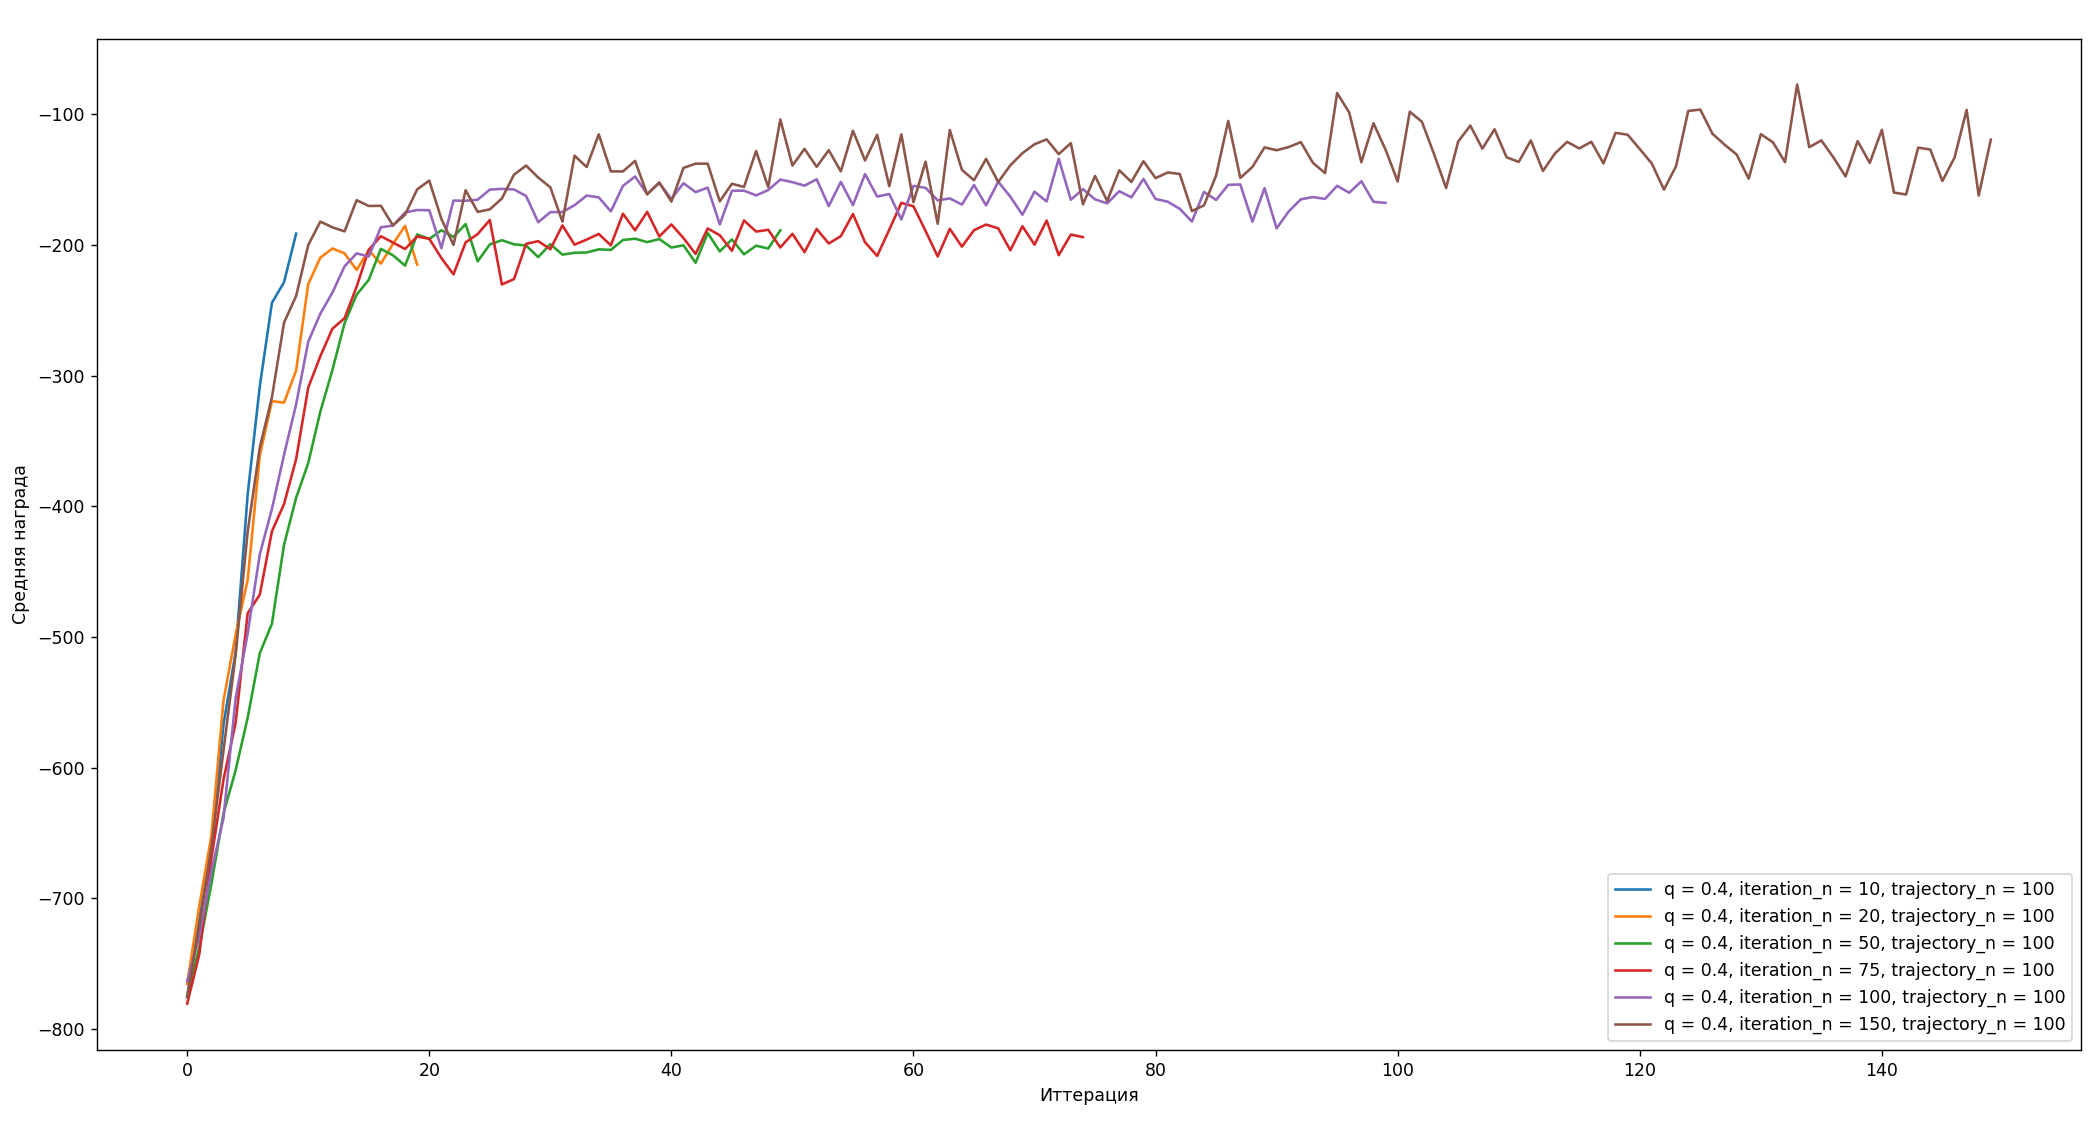 −100
−200
−300
−400
−500
−600
−700
−800
Средняя награда
0 20 40 60 80 100 120 140
Иттерация
q = 0.4, iteration_n = 10, trajectory_n = 100
q = 0.4, iteration_n = 20, trajectory_n = 100
q = 0.4, iteration_n = 50, trajectory_n = 100
q = 0.4, iteration_n = 75, trajectory_n = 100
q = 0.4, iteration_n = 100, trajectory_n = 100
q = 0.4, iteration_n = 150, trajectory_n = 100